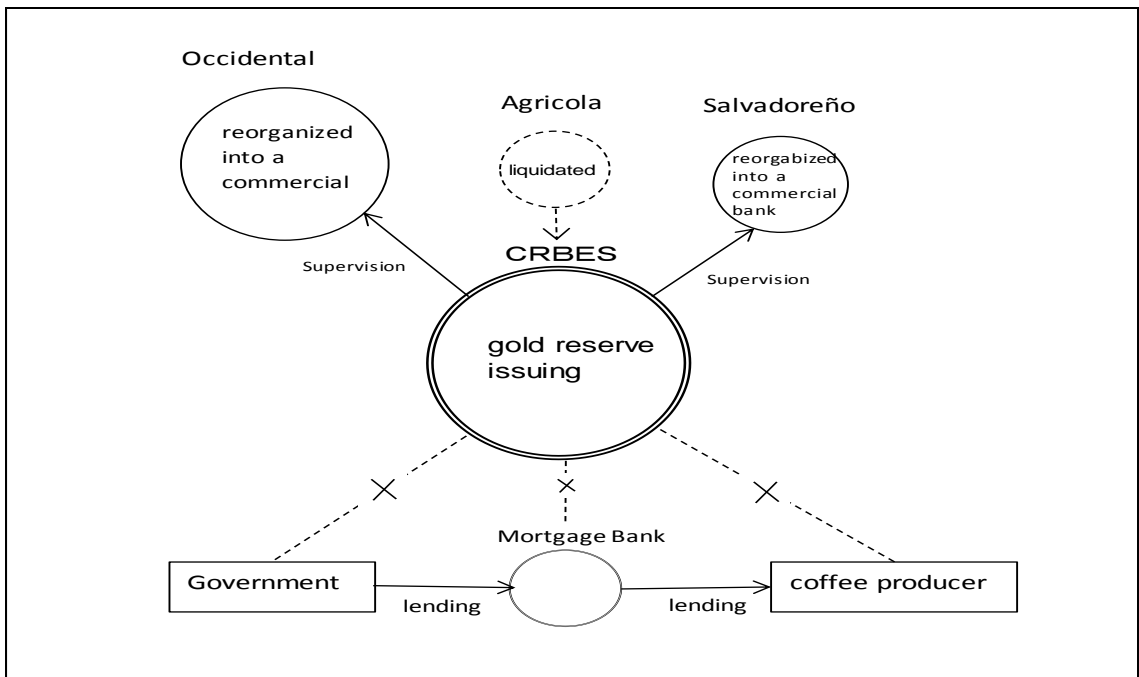 Occidental
Agricola
Salvadoreño
reorganized
into a
commercial
liquidated
reorgabized
into a
commercial
bank
CRBES
Supervision
Supervision
gold reserve
issuing
Mortgage Bank
Government
lending
lending
coffee producer